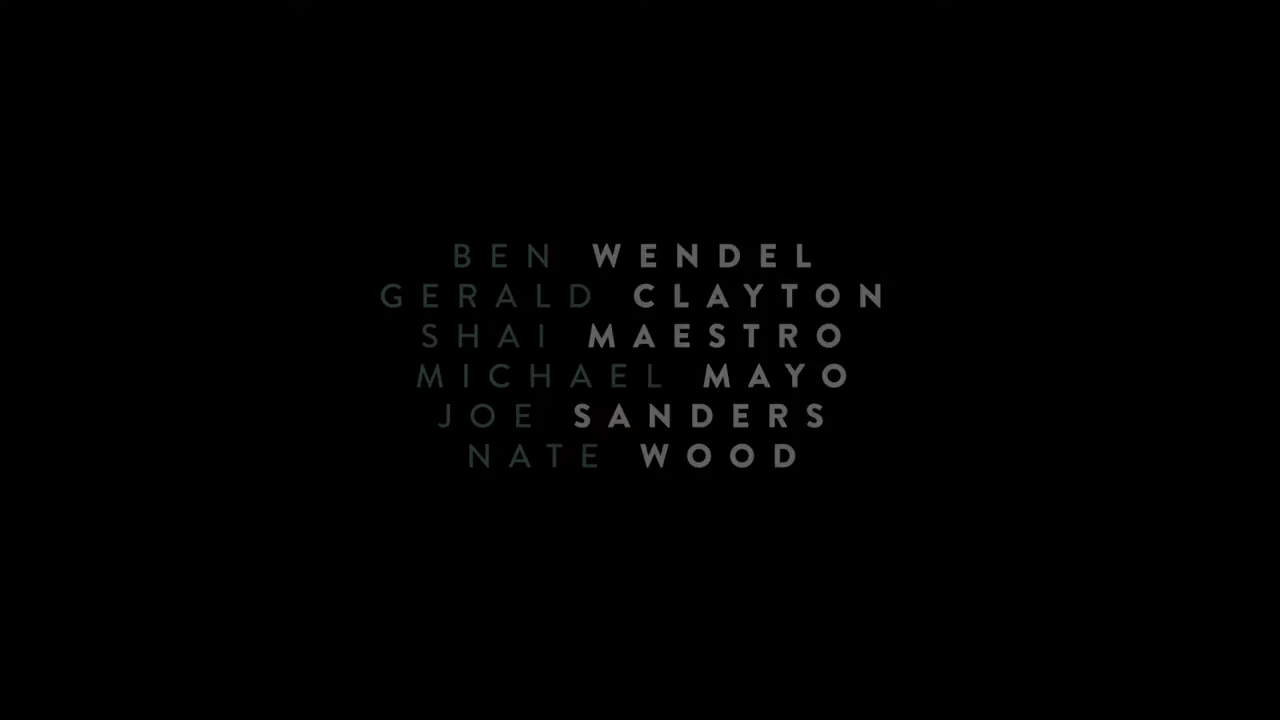 BEN WENDEL
GERALD CLAYTON
SHAI MAESTRO
MICHAEL MAYO
JOE SANDERS
NATE WOOD